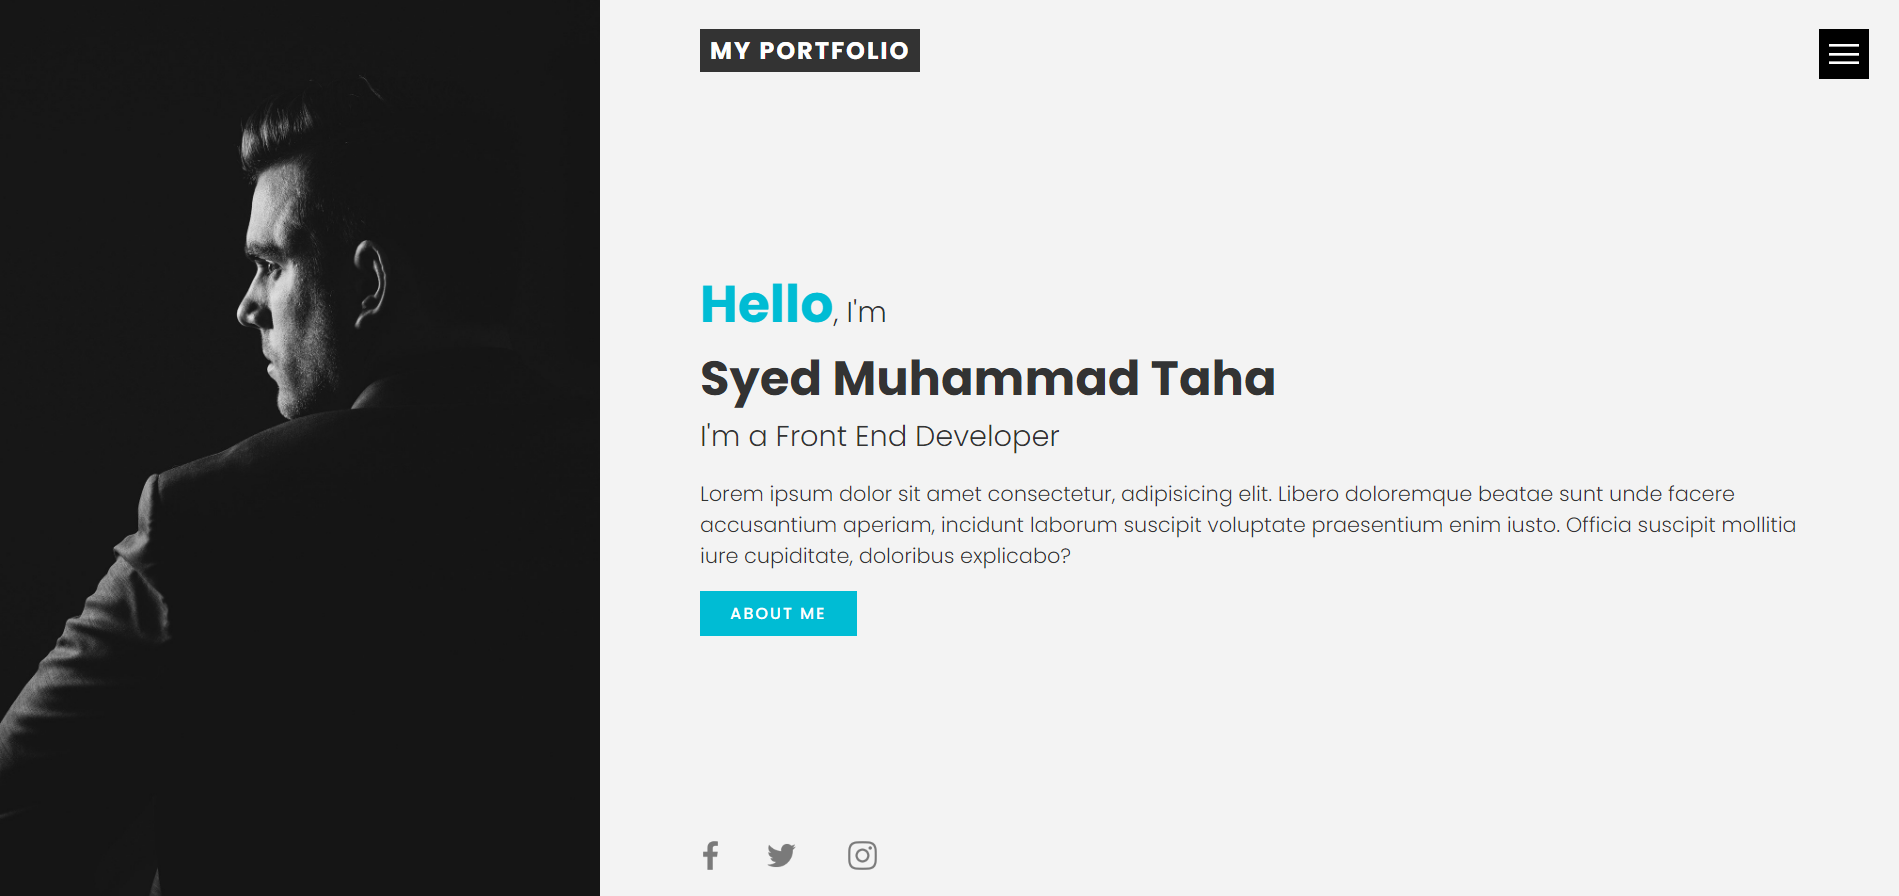 MY PORTFOLIO
Hello, I'm
Syed Muhammad Taha
I'm a Front End Developer
Lorem ipsum dolor sit amet consectetur, adipisicing elit. Libero doloremque beatae sunt unde facere
accusantium aperiam, incidunt laborum suscipit voluptate praesentium enim iusto. Officia suscipit mollitia
iure cupiditate, doloribus explicabo?
ABOUT ME